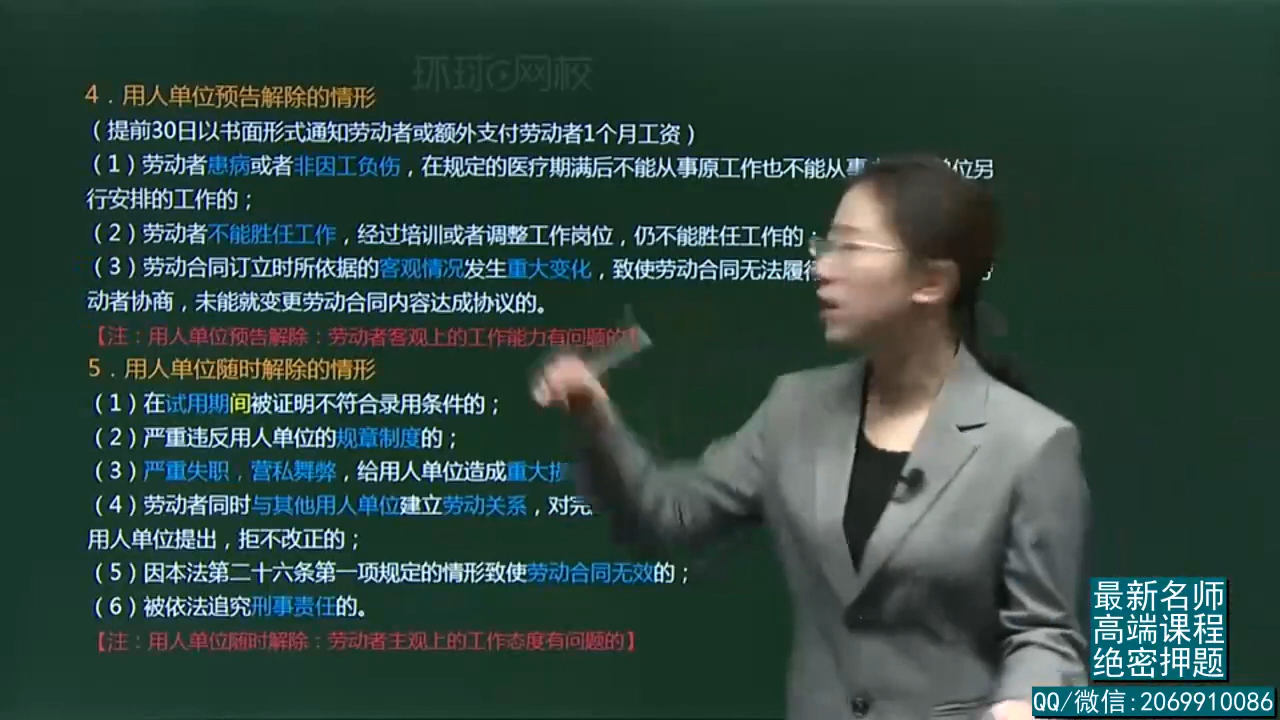 环球网校
4．用人单位预告解除的情形
（提前30日以书面形式通知劳动者或额外支付劳动者1个月工资）
（1）劳动者患病或者非因工负伤，在规定的医疗期满后不能从事原工作也不能从事 单位另
行安排的工作的；
（2）劳动者不能胜任工作，经过培训或者调整工作岗位，仍不能胜任工作的；
（3）劳动合同订立时所依据的客观情况发生重大变化，致使劳动合同无法履行
动者协商，未能就变更劳动合同内容达成协议的。
【注：用人单位预告解除：劳动者客观上的工作能力有问题的】
5．用人单位随时解除的情形
（1）在试用期间被证明不符合录用条件的；
（2）严重违反用人单位的规章制度的；
（3）严重失职，营私舞弊，给用人单位造成重大损
（4）劳动者同时与其他用人单位建立劳动关系，对完
用人单位提出，拒不改正的；
（5）因本法第二十六条第一项规定的情形致使劳动合同无效的；
（6）被依法追究刑事责任的。
【注：用人单位随时解除：劳动者主观上的工作态度有问题的】
最新名师
高端课程
绝密押题
QQ/微信:2069910086